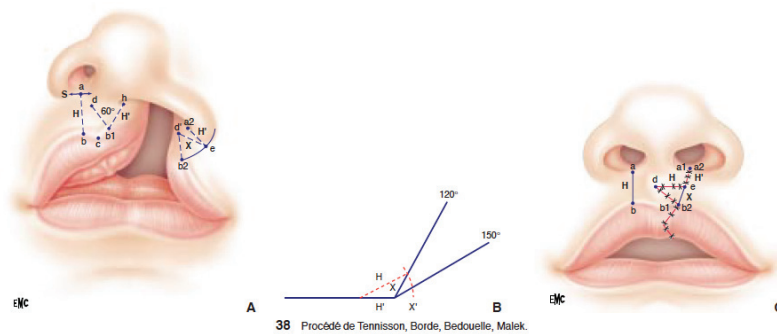 S a
d
h
H
60°
H'
b
c
b1
a2
d'
H'
X
e
b2
EMC
A
120°
150°
H
X
H'
X'
B
38 Procédé de Tennisson, Borde, Bedouelle, Malek.
a
a1 a2
H'
d
H
e
H
X
b
b1
b2
EMC